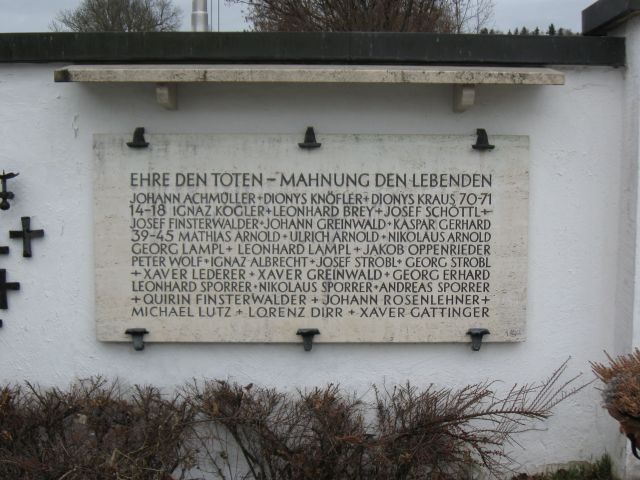 EHRE DEN TOTEN – MAHNUNG DEN LEBENDEN
JOHANN ACHMÜLLER+DIONYS KNÖFLER+DIONYS KRAUS 70-71
14-18 IGNAZ KOGLER+LEONHARD BREY+JOSEF SCHÖTTL+
JOSEF FINSTERWALDER+JOHANN GREINWALD+KASPAR GERHARD
39-45 MATHIAS ARNOLD+ULRICH ARNOLD+NIKOLAUS ARNOLD
GEORG LAMPL+LEONHARD LAMPL+JAKOB OPPENRIEDER
PETER WOLF+IGNAZ ALBRECHT+JOSEF STROBL+GEORG STROBL
+XAVER LEDERER+XAVER GREINWALD+GEORG ERHARD
LEONHARD SPORRER+NIKOLAUS SPORRER+ANDREAS SPORRER
+QUIRIN FINSTERWALDER+JOHANN ROSENLEHNER+
MICHAEL LUTZ+LORENZ DIRR+XAVER GATTINGER